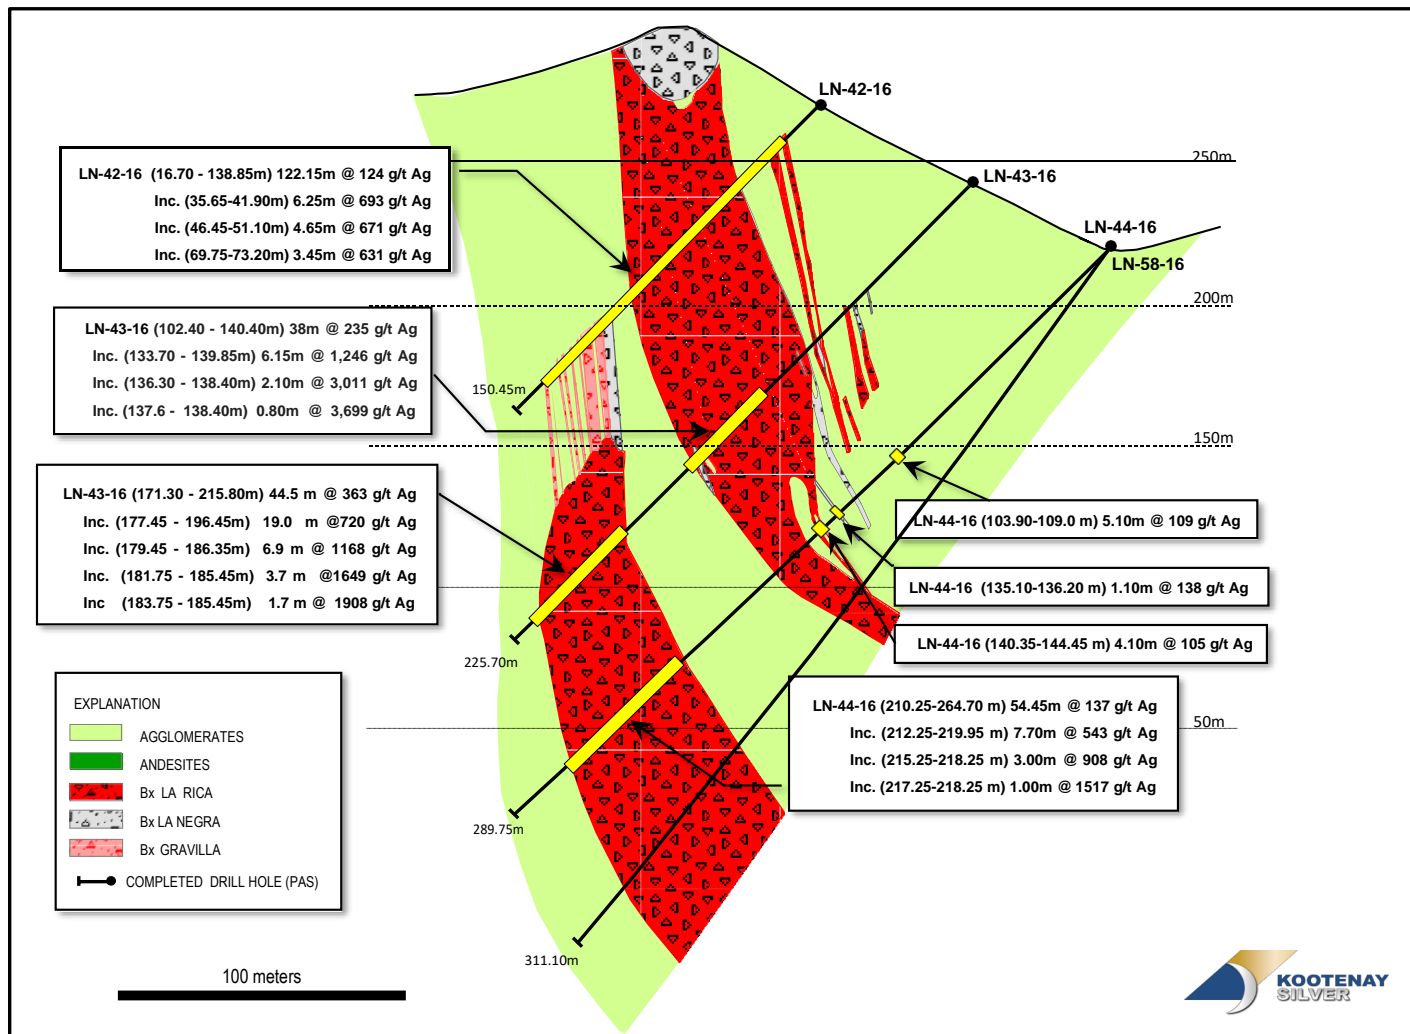 LN-42-16
250m
LN-43-16
LN-44-16
LN-58-16
LN-42-16 (16.70 - 138.85m) 122.15m @ 124 g/t Ag
Inc. (35.65-41.90m) 6.25m @ 693 g/t Ag
Inc. (46.45-51.10m) 4.65m @ 671 g/t Ag
Inc. (69.75-73.20m) 3.45m @ 631 g/t Ag
200m
LN-43-16 (102.40 - 140.40m) 38m @ 235 g/t Ag
Inc. (133.70 - 139.85m) 6.15m @ 1,246 g/t Ag
Inc. (136.30 - 138.40m) 2.10m @ 3,011 g/t Ag
Inc. (137.6 - 138.40m) 0.80m @ 3,699 g/t Ag
150.45m
150m
LN-43-16 (171.30 - 215.80m) 44.5 m @ 363 g/t Ag
Inc. (177.45 - 196.45m) 19.0 m @720 g/t Ag
Inc. (179.45 - 186.35m) 6.9 m @ 1168 g/t Ag
Inc. (181.75 - 185.45m) 3.7 m @1649 g/t Ag
Inc (183.75 - 185.45m) 1.7 m @ 1908 g/t Ag
LN-44-16 (103.90-109.0 m) 5.10m @ 109 g/t Ag
LN-44-16 (135.10-136.20 m) 1.10m @ 138 g/t Ag
LN-44-16 (140.35-144.45 m) 4.10m @ 105 g/t Ag
225.70m
LN-44-16 (210.25-264.70 m) 54.45m @ 137 g/t Ag
Inc. (212.25-219.95 m) 7.70m @ 543 g/t Ag
Inc. (215.25-218.25 m) 3.00m @ 908 g/t Ag
Inc. (217.25-218.25 m) 1.00m @ 1517 g/t Ag
50m
EXPLANATION
AGGLOMERATES
ANDESITES
Bx LA RICA
Bx LA NEGRA
Bx GRAVILLA
COMPLETED DRILL HOLE (PAS)
289.75m
311.10m
100 meters
KOOTENAY
SILVER